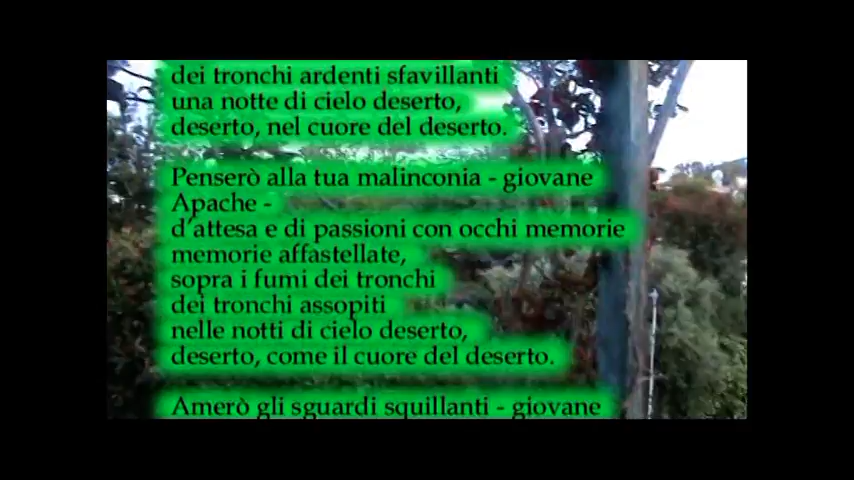 dei tronchi ardenti sfavillanti
una notte di cielo deserto,
deserto, nel cuore del deserto.
Penserò alla tua malinconia - giovane
Apache -
d'attesa e di passioni con occhi memorie
memorie affastellate,
sopra i fumi dei tronchi
dei tronchi assopiti
nelle notti di cielo deserto,
deserto, come il cuore del deserto.
Amerò gli sguardi squillanti - giovane